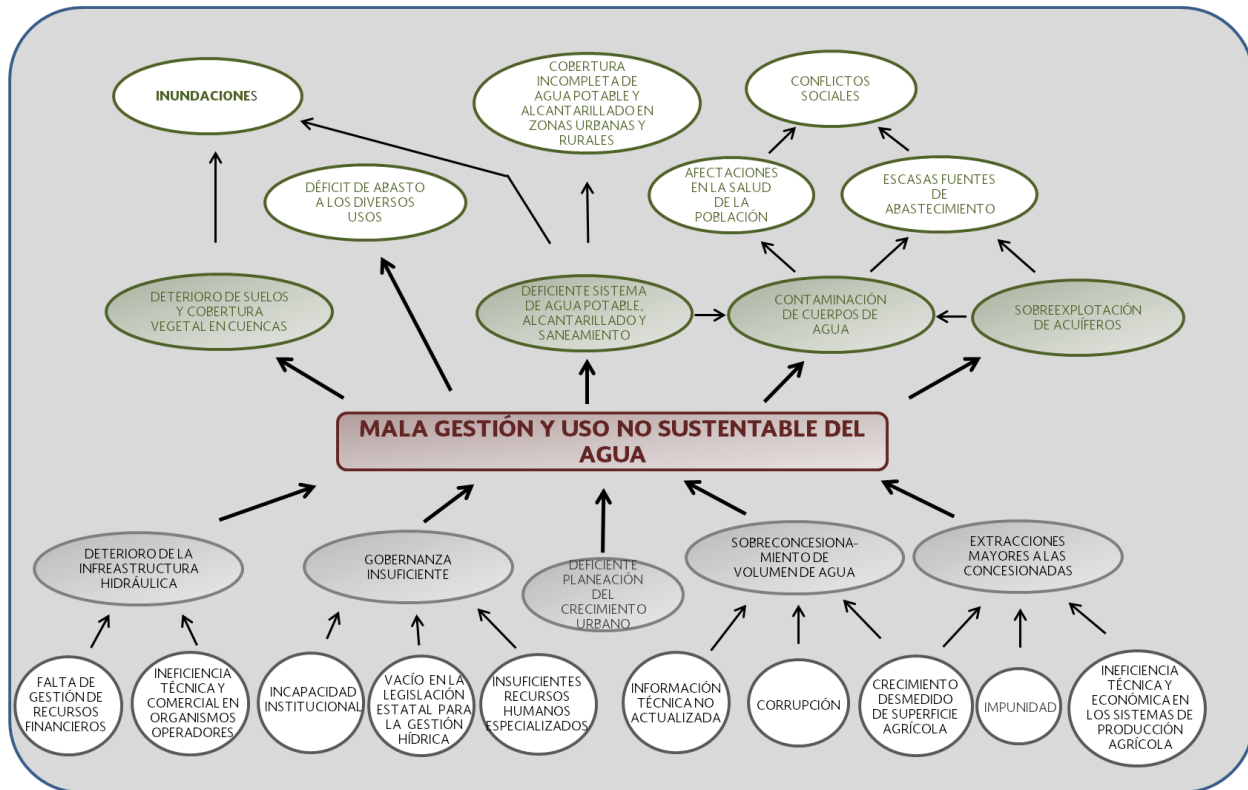 INUNDACIONES
COBERTURA
INCOMPLETA DE
AGUA POTABLE Y
ALCANTARILLADO EN
ZONAS URBANAS Y
RURALES
CONFLICTOS
SOCIALES
DÉFICIT DE ABASTO
A LOS DIVERSOS
USOS
AFECTACIONES
EN LA SALUD
DE LA
POBLACIÓN
ESCASAS FUENTES
DE
ABASTECIMIENTO
DETERIORO DE SUELOS
Y COBERTURA
VEGETAL EN CUENCAS
DEFICIENTE SISTEMA
DE AGUA POTABLE,
ALCANTARILLADO Y
SANEAMIENTO
CONTAMINACIÓN
DE CUERPOS DE
AGUA
SOBREEXPLOTACIÓN
DE ACUÍFEROS
MALA GESTIÓN Y USO NO SUSTENTABLE DEL
AGUA
DETERIORO DE LA
INFREAESTRUCTURA
HIDRÁULICA
GOBERNANZA
INSUFICIENTE
DEFICIENTE
PLANEACIÓN
DEL
CRECIMIENTO
URBANO
SOBRECONCESIONA-
MIENTO DE
VOLUMEN DE AGUA
EXTRACCIONES
MAYORES A LAS
CONCESIONADAS
FALTA DE
GESTIÓN DE
RECURSOS
FINANCIEROS
INEFICIENCIA
TÉCNICA Y
COMERCIAL EN
ORGANISMOS
OPERADORES
INCAPACIDAD
INSTITUCIONAL
VACÍO EN LA
LEGISLACIÓN
ESTATAL PARA
LA GESTIÓN
HÍDRICA
INSUFICIENTES
RECURSOS
HUMANOS
ESPECIALIZADOS
INFORMACIÓN
TÉCNICA NO
ACTUALIZADA
CORRUPCIÓN
CRECIMIENTO
DESMEDIDO
DE SUPERFICIE
AGRÍCOLA
IMPUNIDAD
INEFICIENCIA
TÉCNICA Y
ECONÓMICA EN
LOS SISTEMAS DE
PRODUCCIÓN
AGRÍCOLA